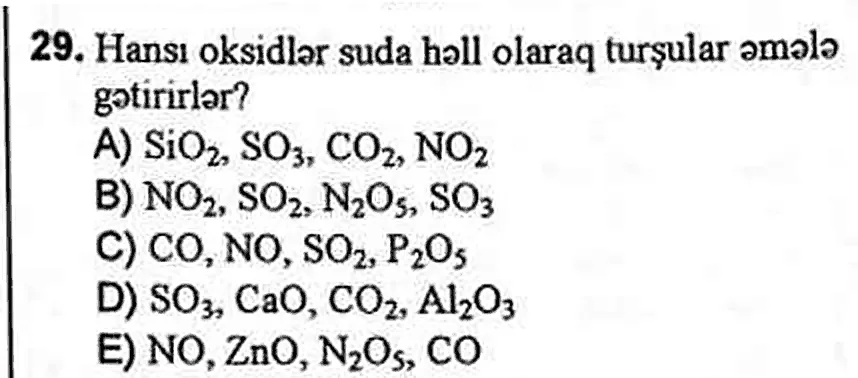 29. Hansı oksidlər suda həll olaraq turşular əmələ
gətirirlər?
A) SiO₂, SO₃, CO₂, NO₂
B) NO₂, SO₂, N₂O₅, SO₃
C) CO, NO, SO₂, P₂O₅
D) SO₃, CaO, CO₂, Al₂O₃
E) NO, ZnO, N₂O₅, CO